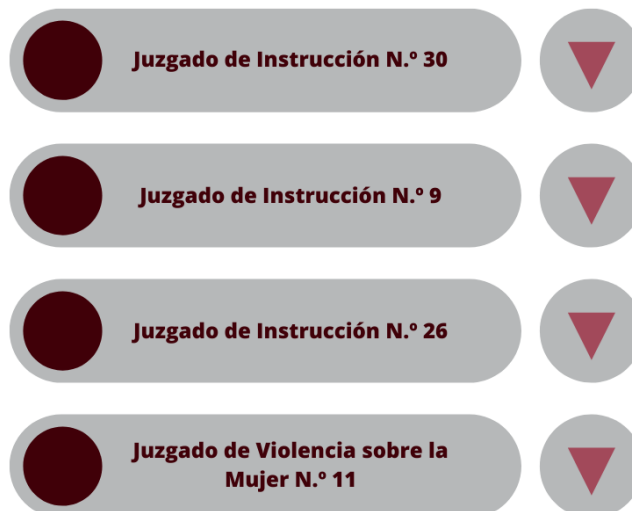 Juzgado de Instrucción N.º 30
Juzgado de Instrucción N.º 9
Juzgado de Instrucción N.º 26
Juzgado de Violencia sobre la
Mujer N.º 11